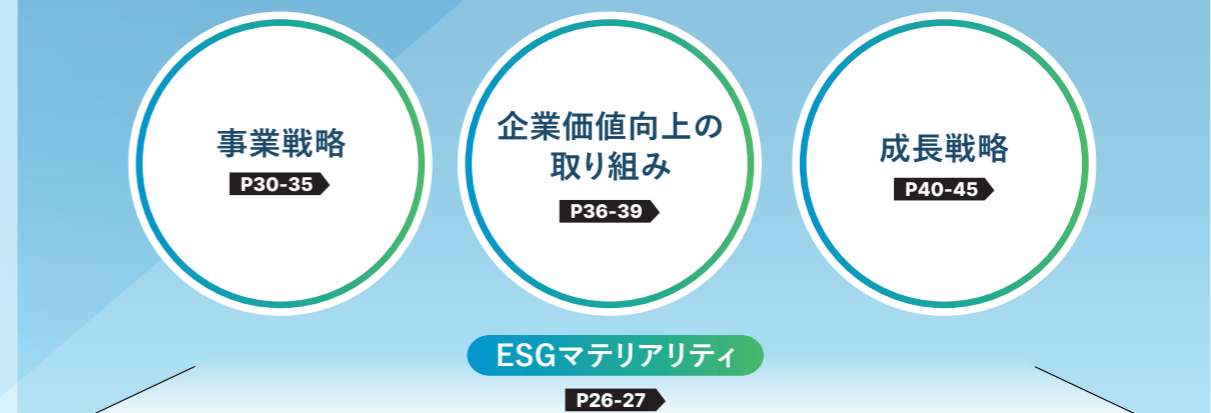 事業戦略
P30-35
企業価値向上の
取り組み
P36-39
成長戦略
P40-45
ESGマテリアリティ
P26-27